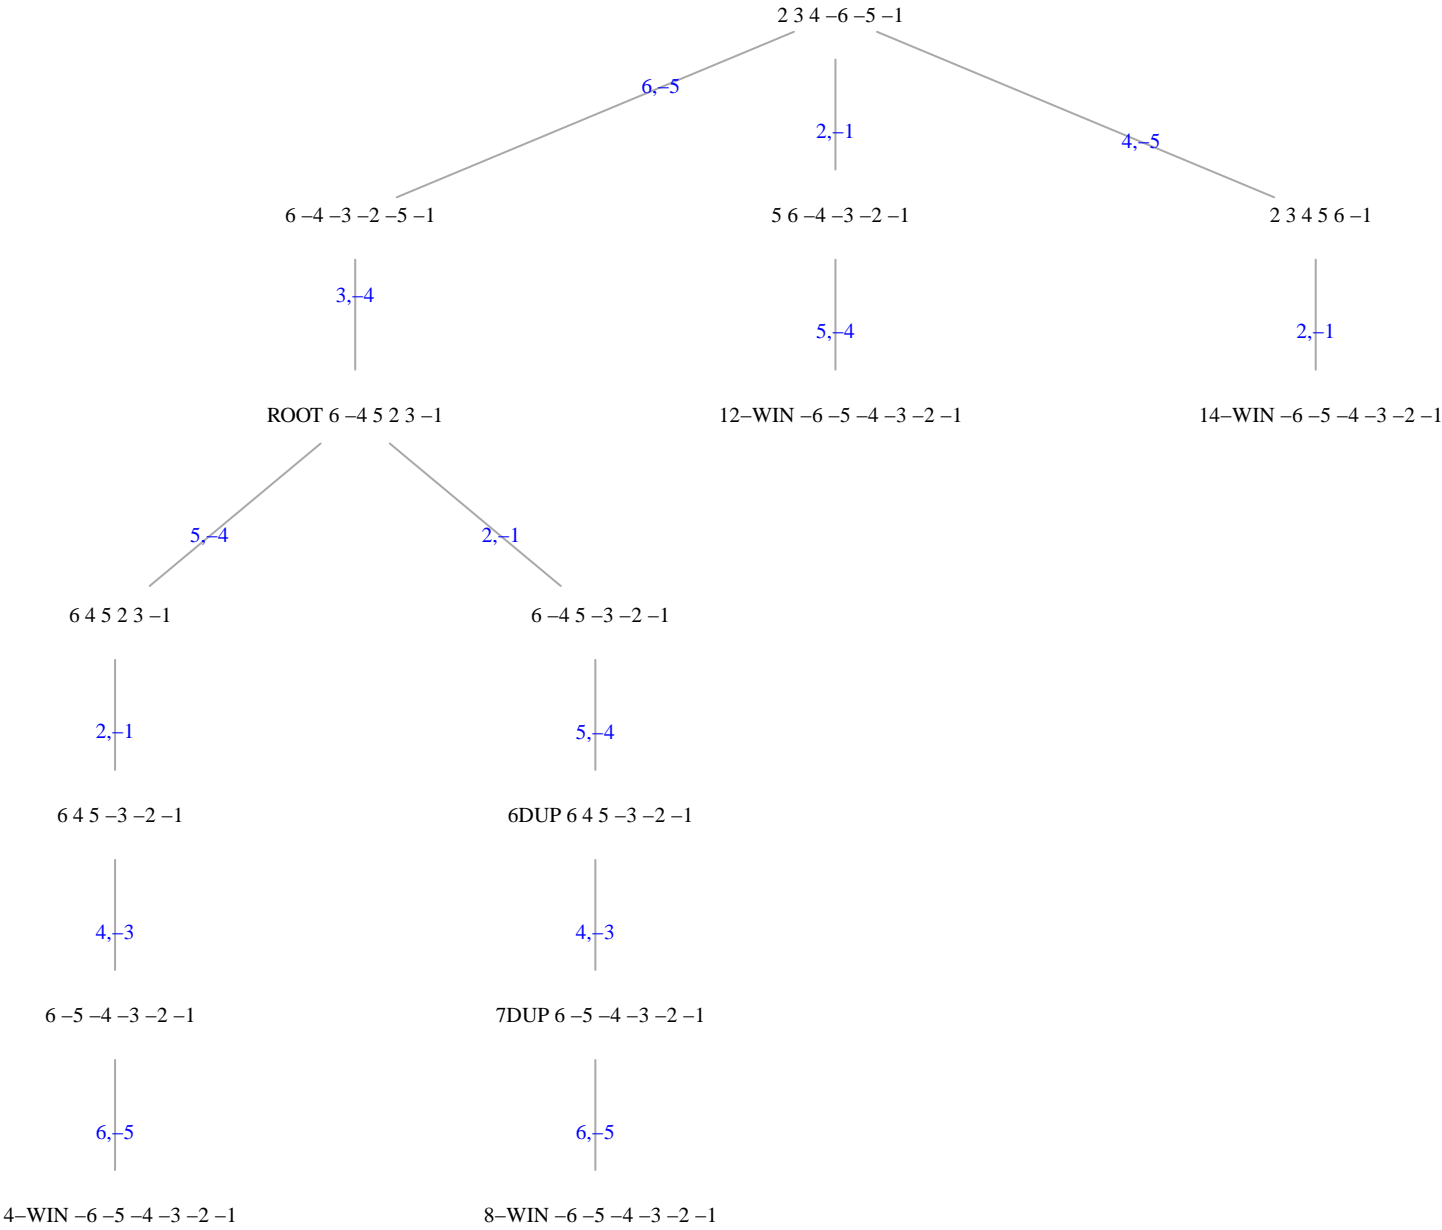 2 3 4 –6 –5 –1
6,–5
2,–1
4,–5
6 –4 –3 –2 –5 –1
5 6 –4 –3 –2 –1
2 3 4 5 6 –1
3,–4
5,–4
2,–1
ROOT 6 –4 5 2 3 –1
12–WIN –6 –5 –4 –3 –2 –1
14–WIN –6 –5 –4 –3 –2 –1
5,–4
2,–1
6 4 5 2 3 –1
6 –4 5 –3 –2 –1
2,–1
5,–4
6 4 5 –3 –2 –1
6DUP 6 4 5 –3 –2 –1
4,–3
4,–3
6 –5 –4 –3 –2 –1
7DUP 6 –5 –4 –3 –2 –1
6,–5
6,–5
4–WIN –6 –5 –4 –3 –2 –1
8–WIN –6 –5 –4 –3 –2 –1